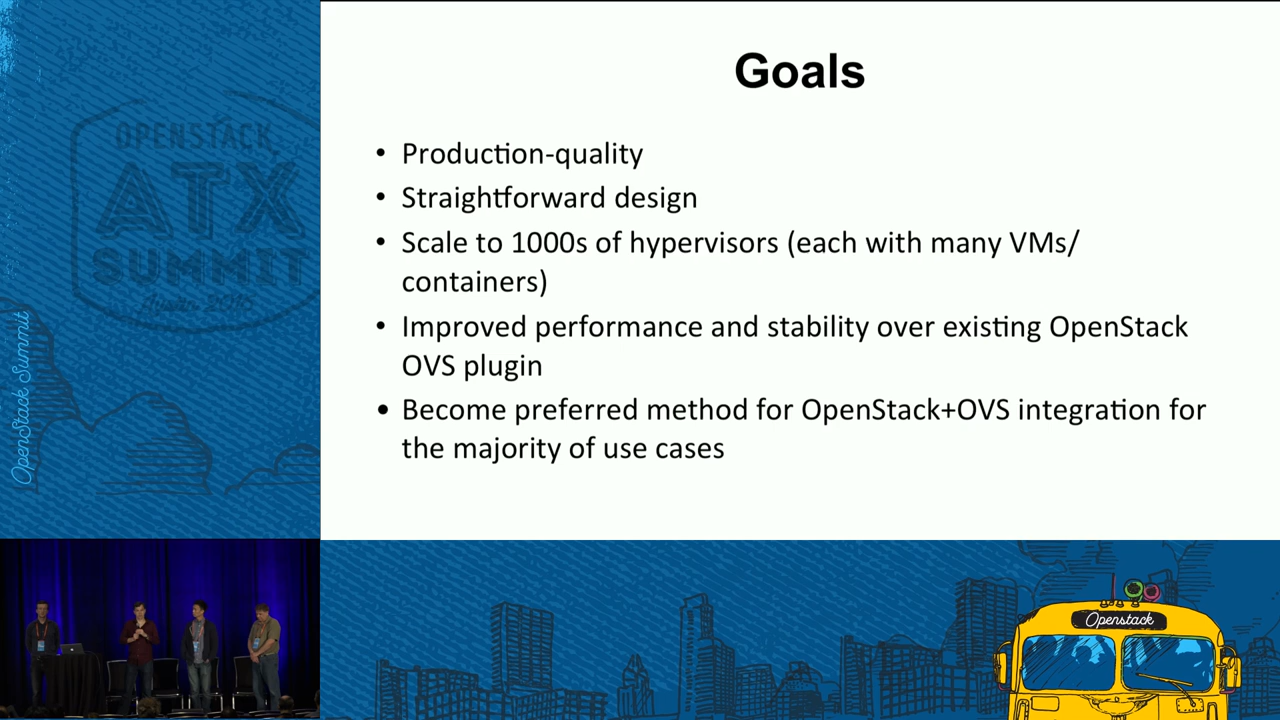 Goals
• Production-quality
• Straightforward design
• Scale to 1000s of hypervisors (each with many VMs/
containers)
• Improved performance and stability over existing OpenStack
OVS plugin
• Become preferred method for OpenStack+OVS integration for
the majority of use cases
OPENSTACK
ATX
SUMMIT
Austin 2016
OpenStack Summit
Openstack